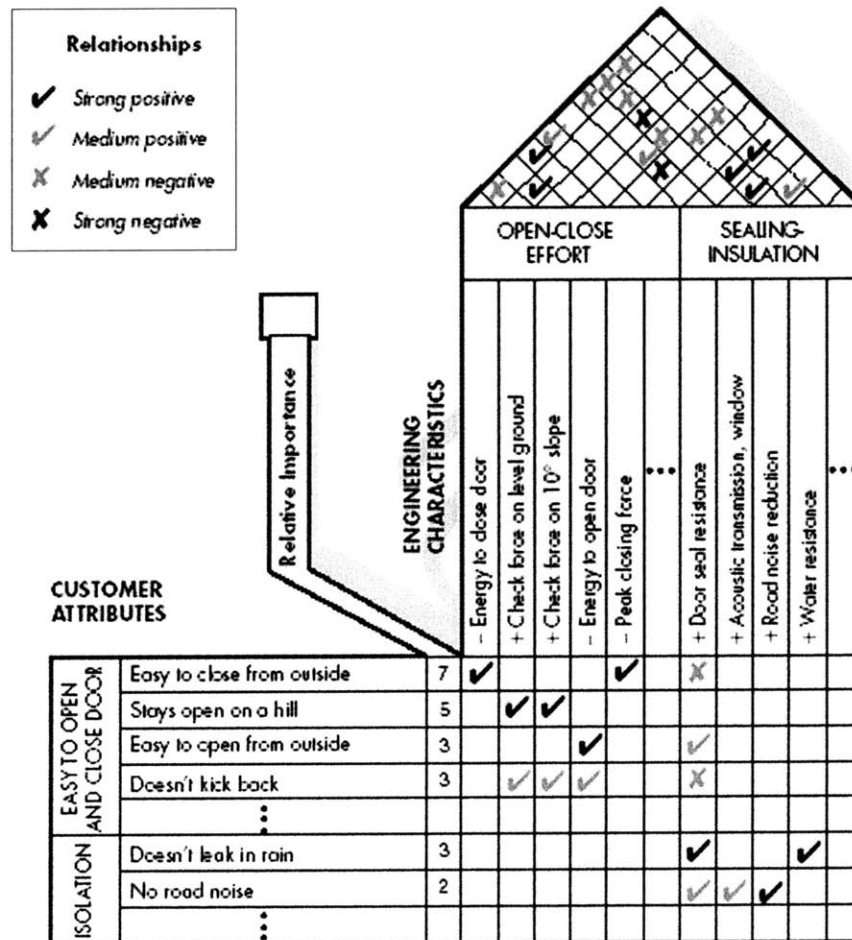 Relationships
Strong positive
Medium positive
Medium negative
Strong negative
OPEN-CLOSE
EFFORT
SEALING-
INSULATION
Relative Importance
ENGINEERING
CHARACTERISTICS
– Energy to close door
+ Check force on level ground
+ Check force on 10° slope
– Energy to open door
– Peak closing force
...
+ Door seal resistance
+ Acoustic transmission, window
+ Road noise reduction
+ Water resistance
...
CUSTOMER
ATTRIBUTES
EASY TO OPEN
AND CLOSE DOOR
Easy to close from outside 7
Stays open on a hill 5
Easy to open from outside 3
Doesn't kick back 3
ISOLATION
Doesn't leak in rain 3
No road noise 2